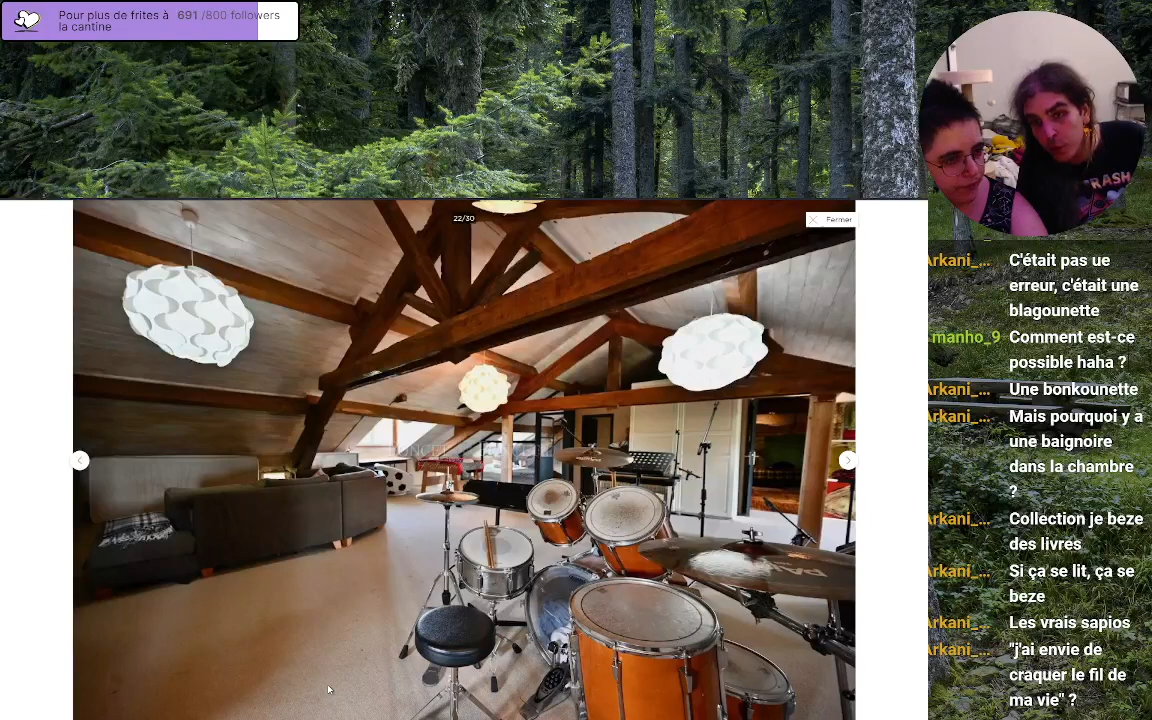 Pour plus de frites à
la cantine
691 /800 followers
22/30
Fermer
RASH
Arkani_... C'était pas ue
erreur, c'était une
blagounette
manho_9 Comment est-ce
possible haha ?
Arkani_... Une bonkounette
Arkani_... Mais pourquoi y a
une baignoire
dans la chambre
?
Arkani_... Collection je beze
des livres
Arkani_... Si ça se lit, ça se
beze
Arkani_... Les vrais sapios
Arkani_... "j'ai envie de
craquer le fil de
ma vie" ?